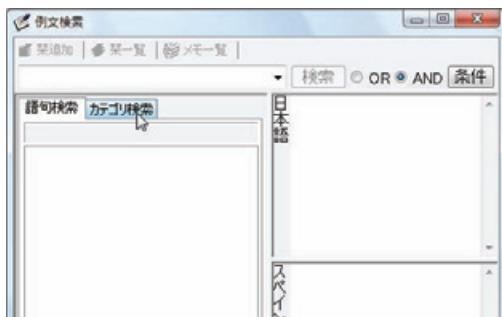 例文検索
栞追加 栞一覧 メモ一覧
検索 OR AND 条件
語句検索 カテゴリ検索
日本語
スペイン